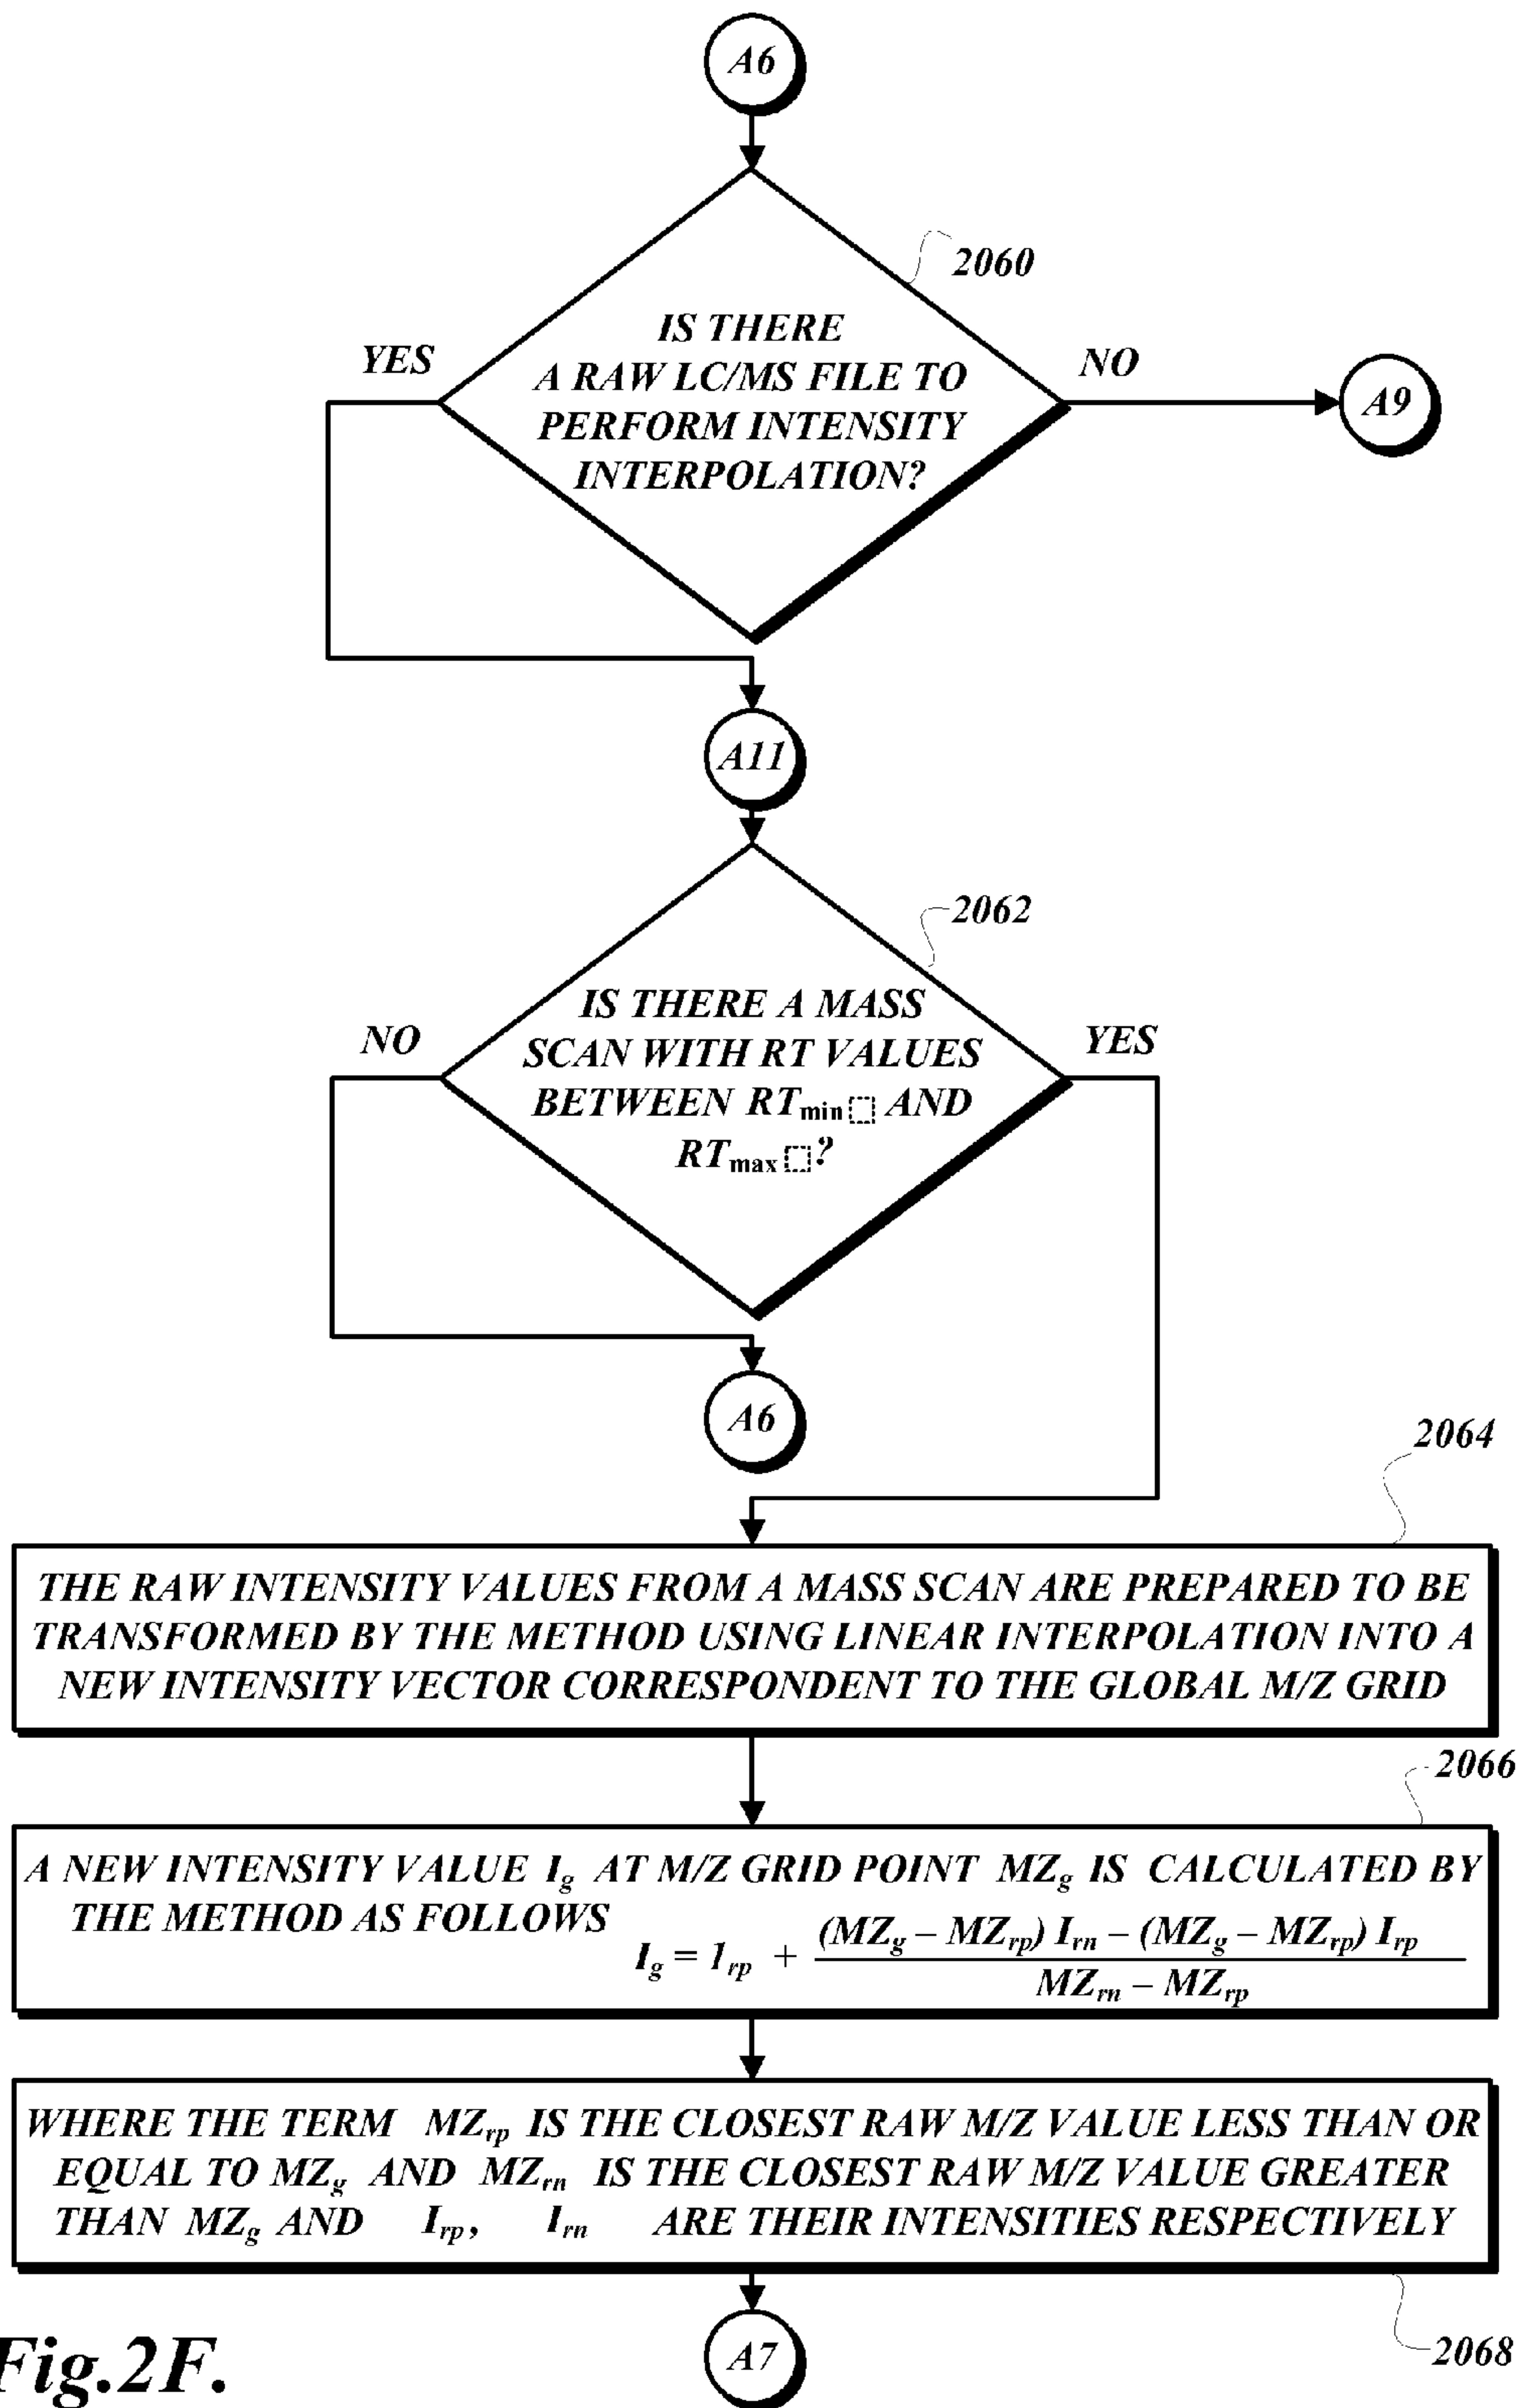 A6
2060
IS THERE
A RAW LC/MS FILE TO
PERFORM INTENSITY
INTERPOLATION?
YES
NO
A9
A11
2062
IS THERE A MASS
SCAN WITH RT VALUES
BETWEEN RTmin AND
RTmax ?
NO
YES
A6
2064
THE RAW INTENSITY VALUES FROM A MASS SCAN ARE PREPARED TO BE
TRANSFORMED BY THE METHOD USING LINEAR INTERPOLATION INTO A
NEW INTENSITY VECTOR CORRESPONDENT TO THE GLOBAL M/Z GRID
2066
A NEW INTENSITY VALUE Ig AT M/Z GRID POINT MZg IS CALCULATED BY
THE METHOD AS FOLLOWS
Ig = 1rp + (MZg – MZrp) Irn – (MZg – MZrp) Irp
MZrn – MZrp
WHERE THE TERM MZrp IS THE CLOSEST RAW M/Z VALUE LESS THAN OR
EQUAL TO MZg AND MZrn IS THE CLOSEST RAW M/Z VALUE GREATER
THAN MZg AND Irp, Irn ARE THEIR INTENSITIES RESPECTIVELY
2068
A7
Fig.2F.